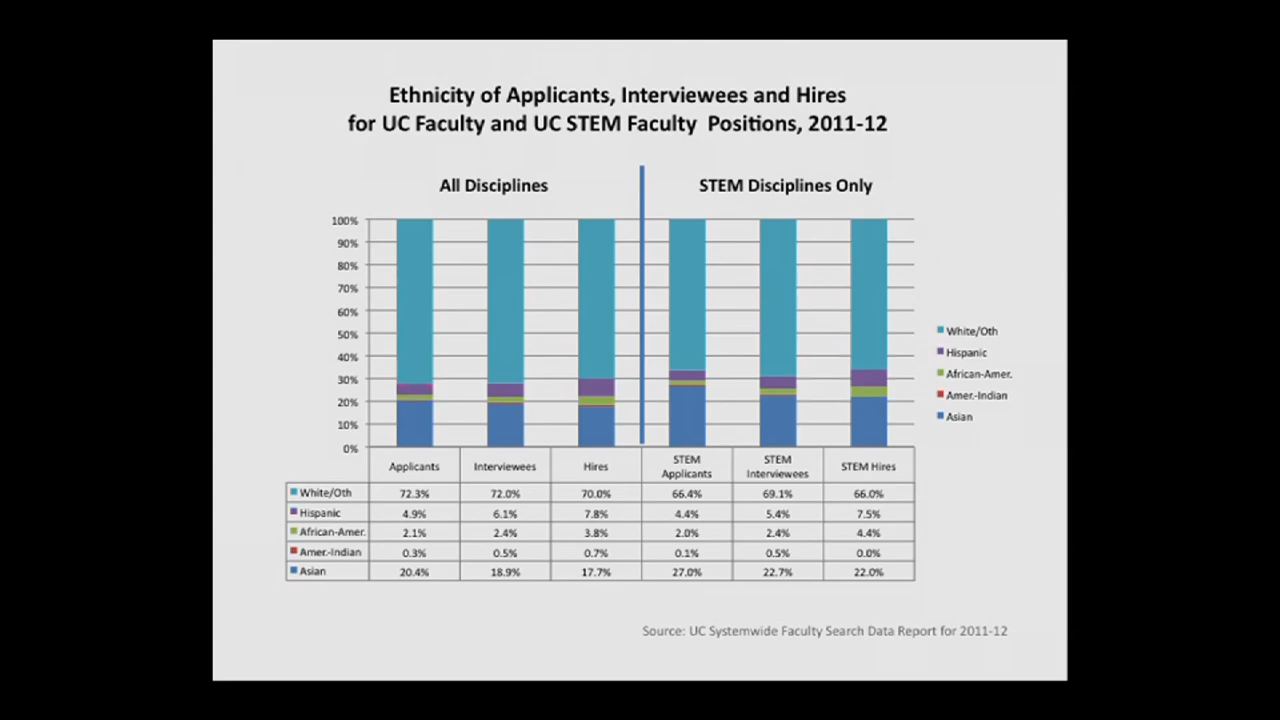 Ethnicity of Applicants, Interviewees and Hires
for UC Faculty and UC STEM Faculty Positions, 2011-12
All Disciplines
STEM Disciplines Only
100%
90%
80%
70%
60%
50%
40%
30%
20%
10%
0%
White/Oth
Hispanic
African-Amer.
Amer.-Indian
Asian
Applicants Interviewees Hires STEM Applicants STEM Interviewees STEM Hires
White/Oth 72.3% 72.0% 70.0% 66.4% 69.1% 66.0%
Hispanic 4.9% 6.1% 7.8% 4.4% 5.4% 7.5%
African-Amer. 2.1% 2.4% 3.8% 2.0% 2.4% 4.4%
Amer.-Indian 0.3% 0.5% 0.7% 0.1% 0.5% 0.0%
Asian 20.4% 18.9% 17.7% 27.0% 22.7% 22.0%
Source: UC Systemwide Faculty Search Data Report for 2011-12